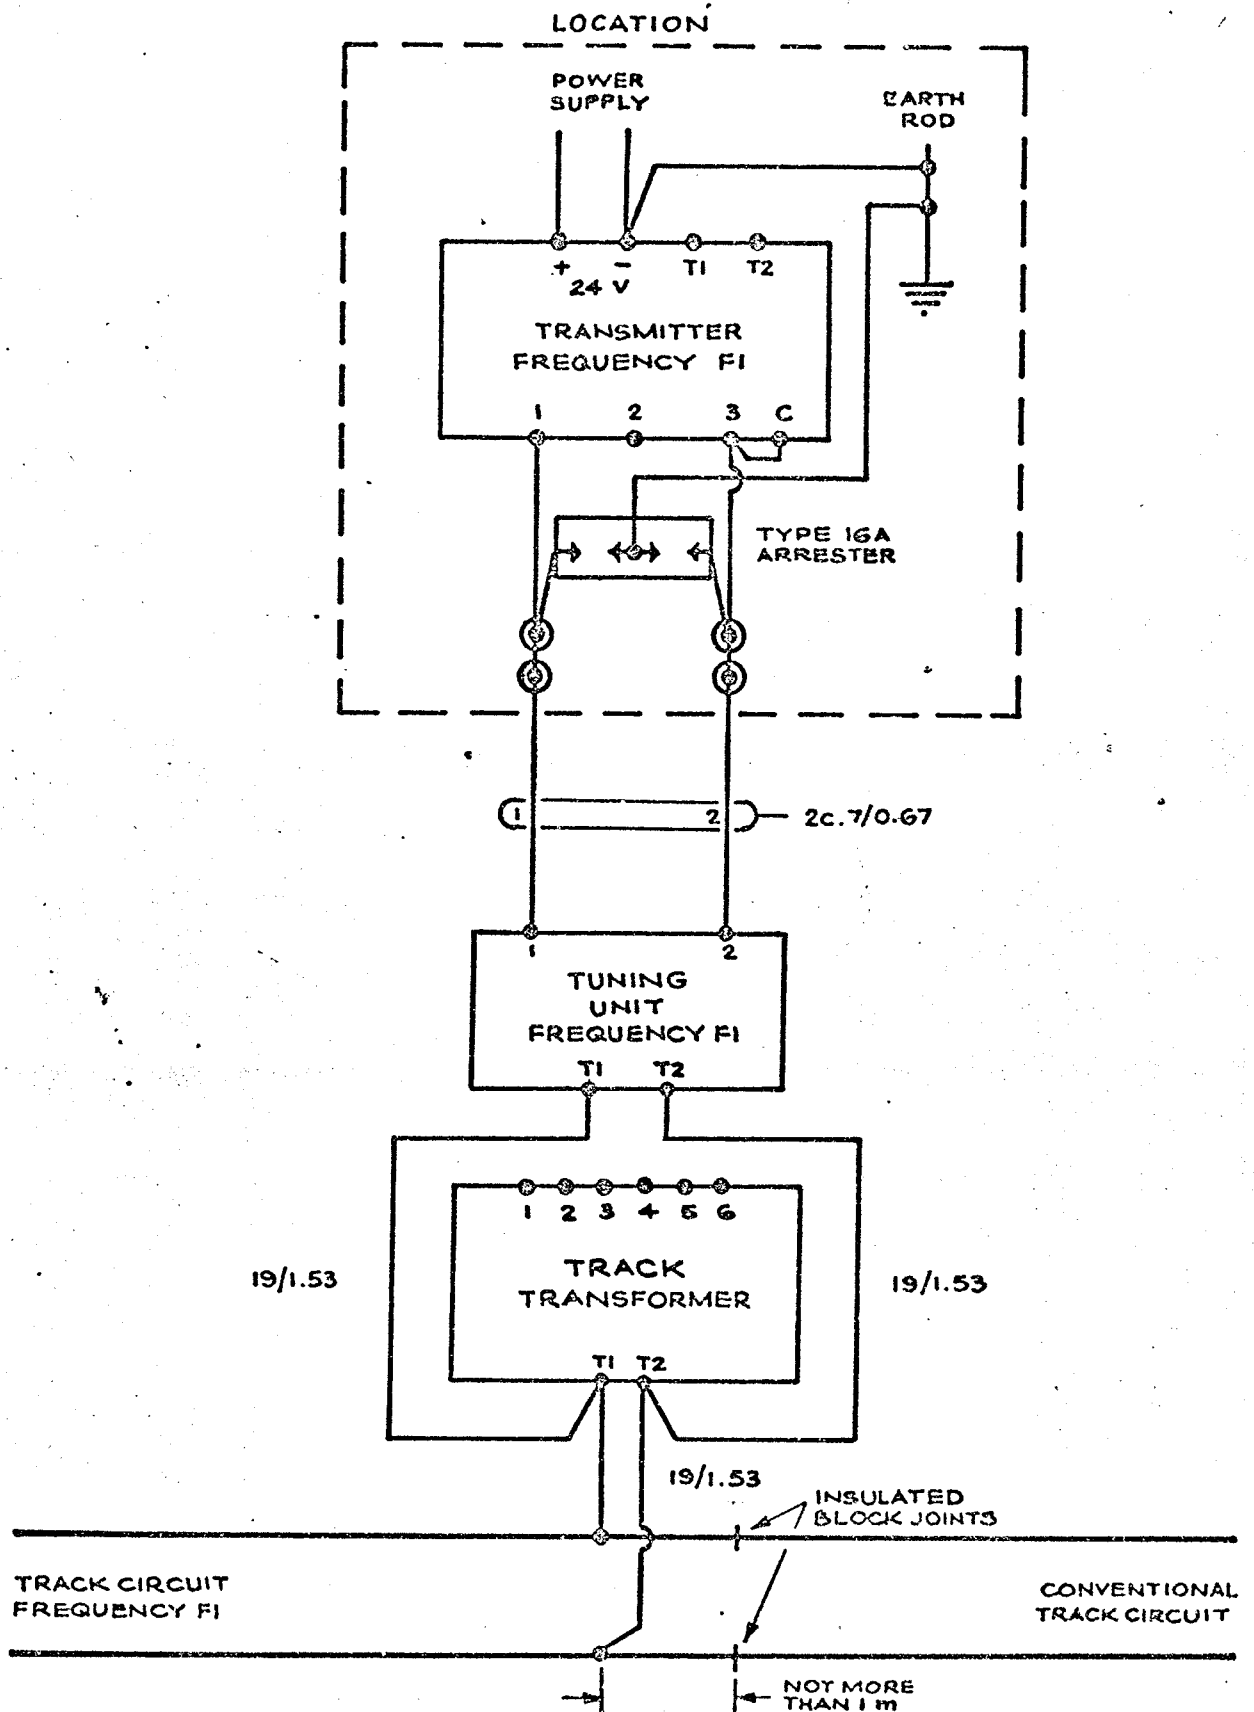 LOCATION
POWER
SUPPLY
EARTH
ROD
+ − T1 T2
24 V
TRANSMITTER
FREQUENCY F1
1 2 3 C
TYPE 16A
ARRESTER
1 2 2c.7/0.67
1 2
TUNING
UNIT
FREQUENCY F1
T1 T2
1 2 3 4 5 6
TRACK
TRANSFORMER
19/1.53
19/1.53
T1 T2
19/1.53
INSULATED
BLOCK JOINTS
TRACK CIRCUIT
FREQUENCY F1
CONVENTIONAL
TRACK CIRCUIT
NOT MORE
THAN 1 m